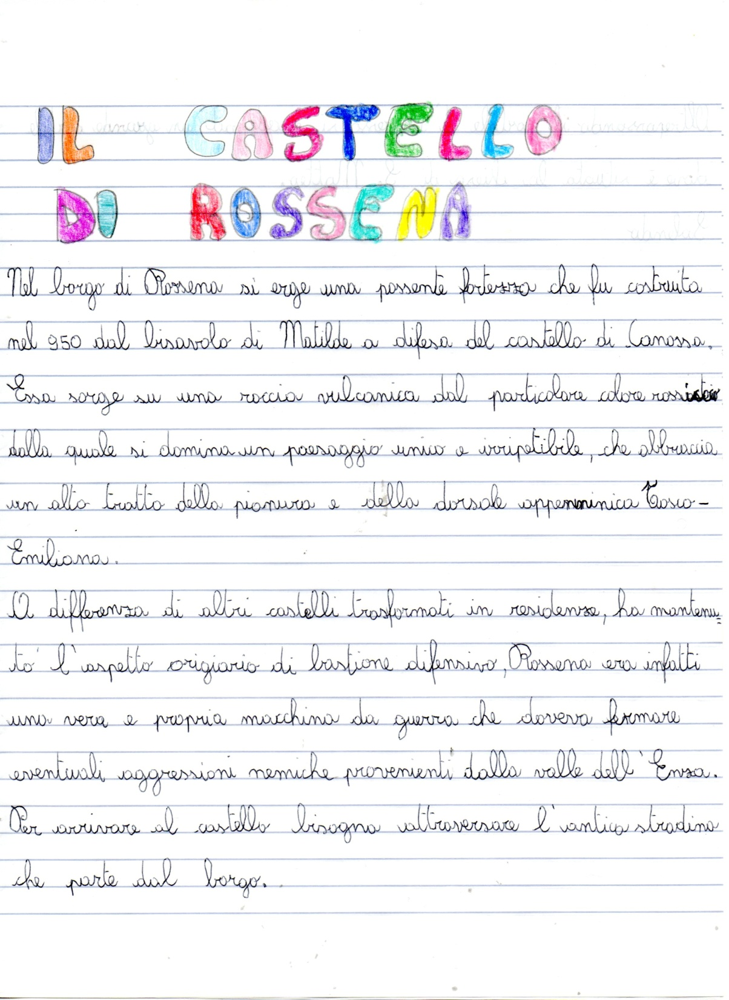 IL CASTELLO
DI ROSSENA
Nel borgo di Rossena si erge una possente fortezza che fu costruita
nel 950 dal bisavolo di Matilde a difesa del castello di Canossa.
Essa sorge su una roccia vulcanica dal particolare colore rossiccio
dalla quale si domina un paesaggio unico e irripetibile, che abbraccia
un alto tratto della pianura e della dorsale appenninica Tosco-
Emiliana.
A differenza di altri castelli trasformati in residenze, ha mantenu=
to l'aspetto origiario di bastione difensivo, Rossena era infatti
una vera e propria macchina da guerra che doveva fermare
eventuali aggressioni nemiche provenienti dalla valle dell'Enza.
Per arrivare al castello bisogna attraversare l'antica stradina
che parte dal borgo.